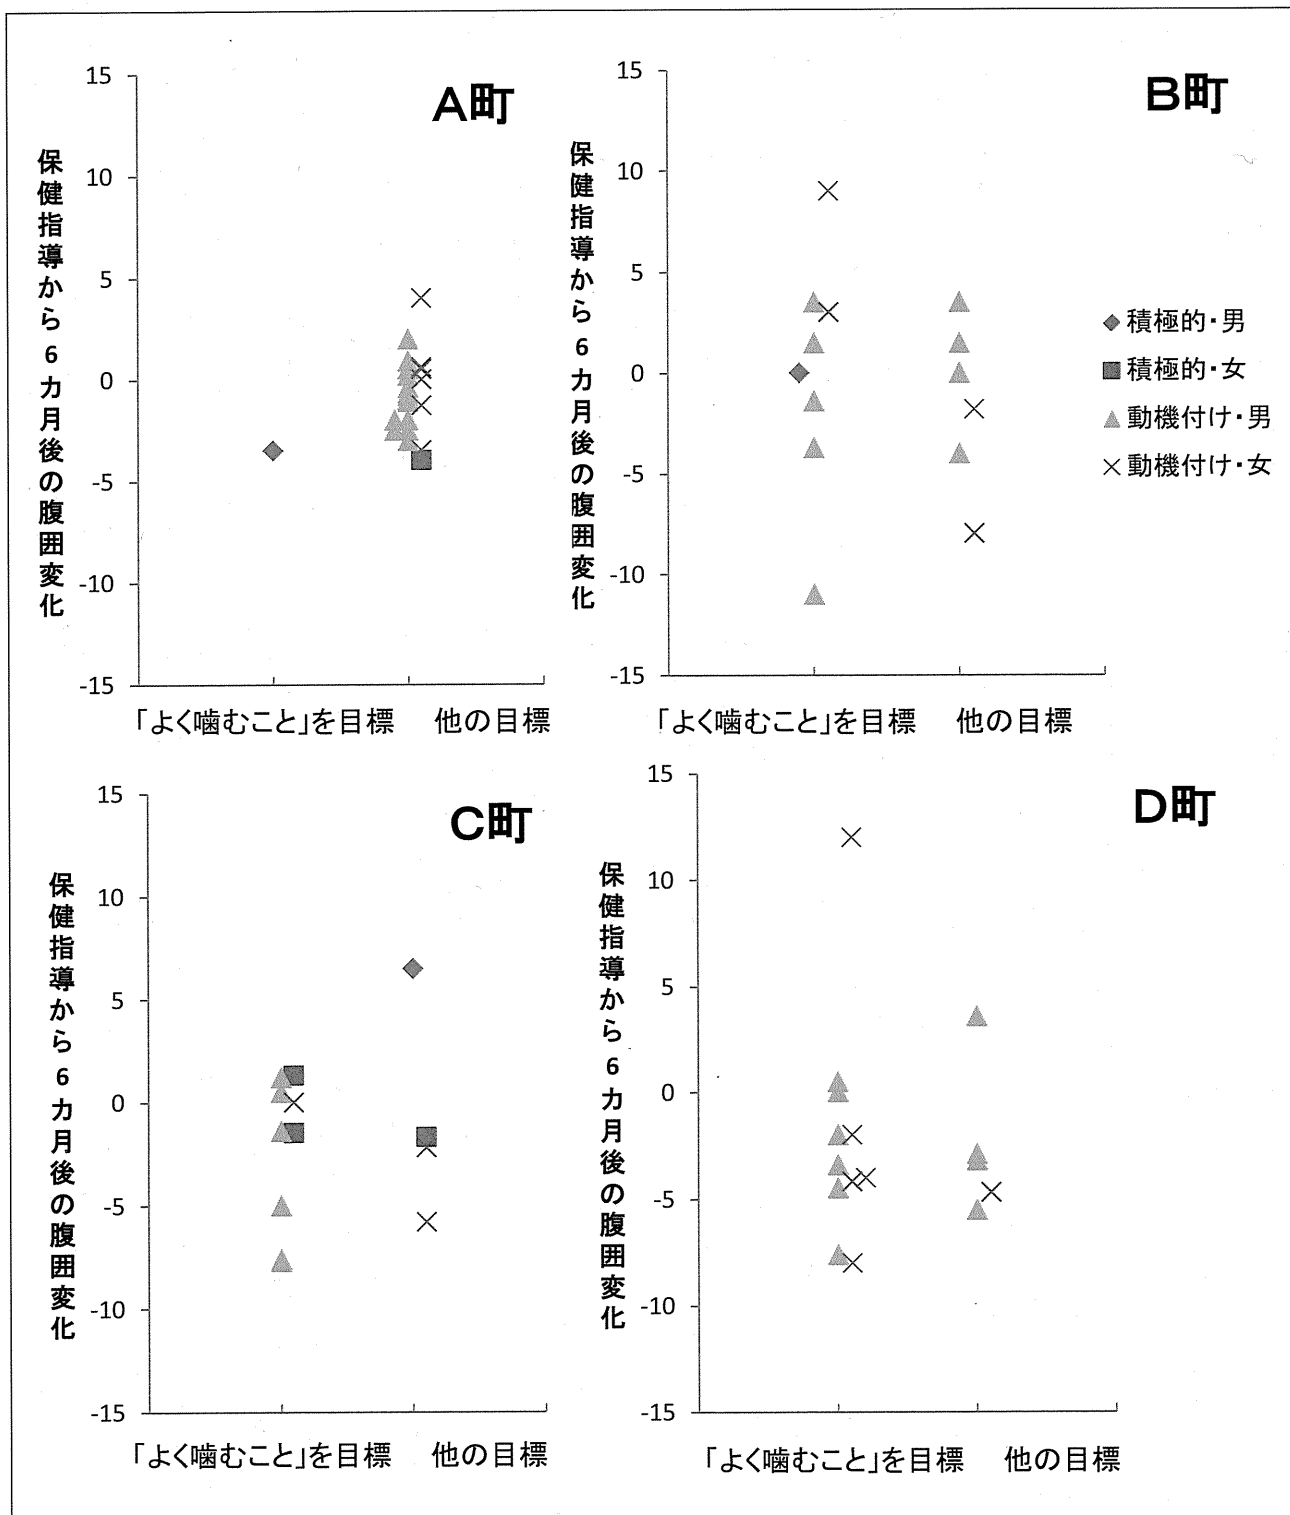 A町
保健指導から6カ月後の腹囲変化
15
10
5
0
-5
-10
-15
「よく噛むこと」を目標 他の目標
B町
保健指導から6カ月後の腹囲変化
15
10
5
0
-5
-10
-15
「よく噛むこと」を目標 他の目標
積極的・男
積極的・女
動機付け・男
動機付け・女
C町
保健指導から6カ月後の腹囲変化
15
10
5
0
-5
-10
-15
「よく噛むこと」を目標 他の目標
D町
保健指導から6カ月後の腹囲変化
15
10
5
0
-5
-10
-15
「よく噛むこと」を目標 他の目標